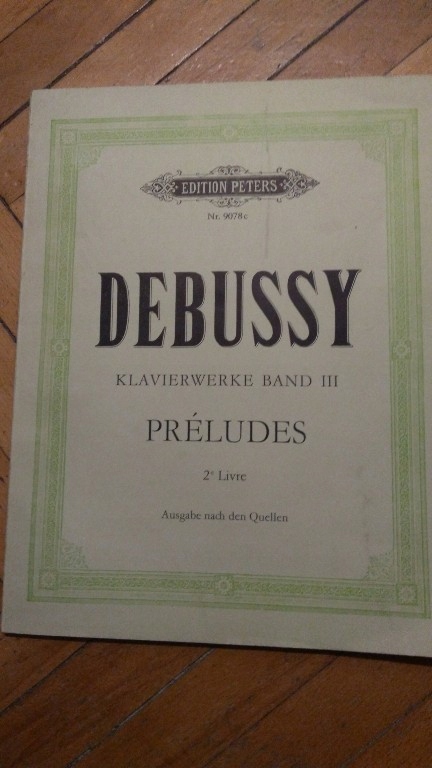 EDITION PETERS
Nr. 9078c
DEBUSSY
KLAVIERWERKE BAND III
PRÉLUDES
2e Livre
Ausgabe nach den Quellen